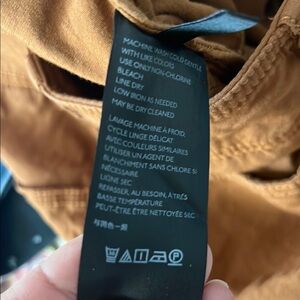 MACHINE WASH COLD GENTLE
WITH LIKE COLORS
USE ONLY NON-CHLORINE
BLEACH
LINE DRY
LOW IRON AS NEEDED
MAY BE DRY CLEANED
LAVAGE MACHINE À FROID,
CYCLE LINGE DÉLICAT
AVEC COULEURS SIMILAIRES
UTILISER UN AGENT DE
BLANCHIMENT SANS CHLORE SI
NÉCESSAIRE
LIGNE SEC
REPASSER, AU BESOIN, À TRÈS
BASSE TEMPÉRATURE
PEUT-ÊTRE NETTOYÉE SEC